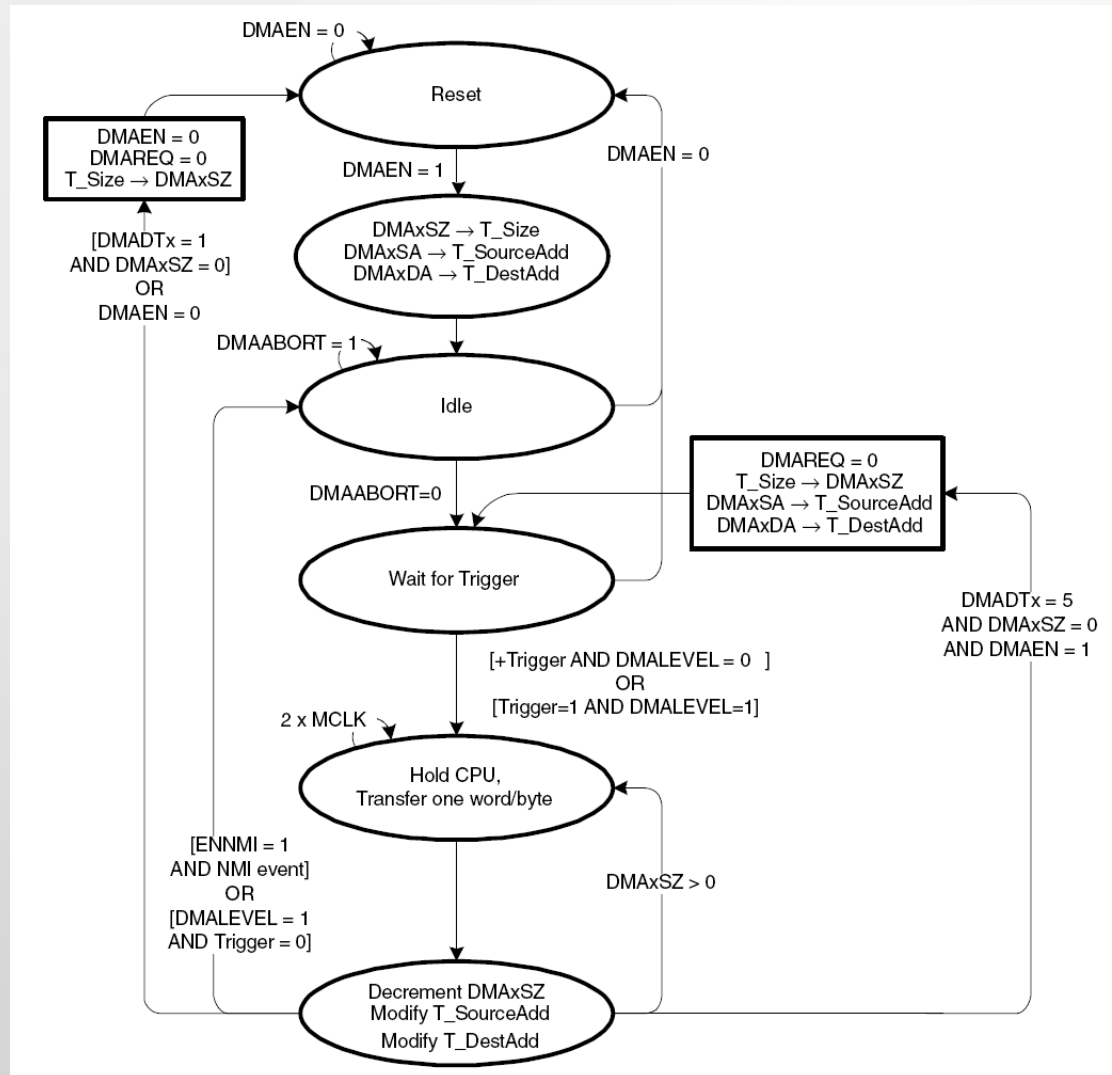 DMAEN = 0
Reset
DMAEN = 0
DMAREQ = 0
T_Size → DMAxSZ
DMAEN = 1
DMAEN = 0
DMAxSZ → T_Size
DMAxSA → T_SourceAdd
DMAxDA → T_DestAdd
[DMADTx = 1
AND DMAxSZ = 0]
OR
DMAEN = 0
DMAABORT = 1
Idle
DMAABORT=0
DMAREQ = 0
T_Size → DMAxSZ
DMAxSA → T_SourceAdd
DMAxDA → T_DestAdd
Wait for Trigger
DMADTx = 5
AND DMAxSZ = 0
AND DMAEN = 1
[+Trigger AND DMALEVEL = 0 ]
OR
[Trigger=1 AND DMALEVEL=1]
2 x MCLK
Hold CPU,
Transfer one word/byte
[ENNMI = 1
AND NMI event]
OR
[DMALEVEL = 1
AND Trigger = 0]
DMAxSZ > 0
Decrement DMAxSZ
Modify T_SourceAdd
Modify T_DestAdd